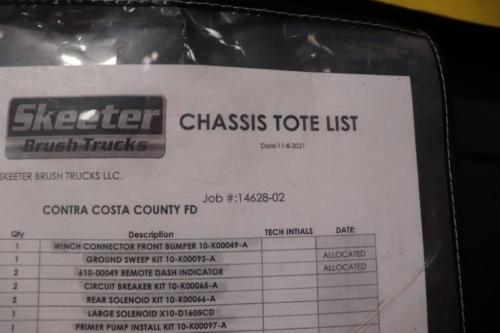 Skeeter
Brush Trucks
CHASSIS TOTE LIST
Date:11-8-2021
SKEETER BRUSH TRUCKS LLC.
Job #:14628-02
CONTRA COSTA COUNTY FD
Qty Description TECH INTIALS DATE:
1 WINCH CONNECTOR FRONT BUMPER 10-K00049-A
1 GROUND SWEEP KIT 10-K00093-A ALLOCATED
2 610-00049 REMOTE DASH INDICATOR ALLOCATED
2 CIRCUIT BREAKER KIT 10-K00065-A
2 REAR SOLENOID KIT 10-K00066-A
1 LARGE SOLENOID X10-D1605CD
1 PRIMER PUMP INSTALL KIT 10-K00097-A